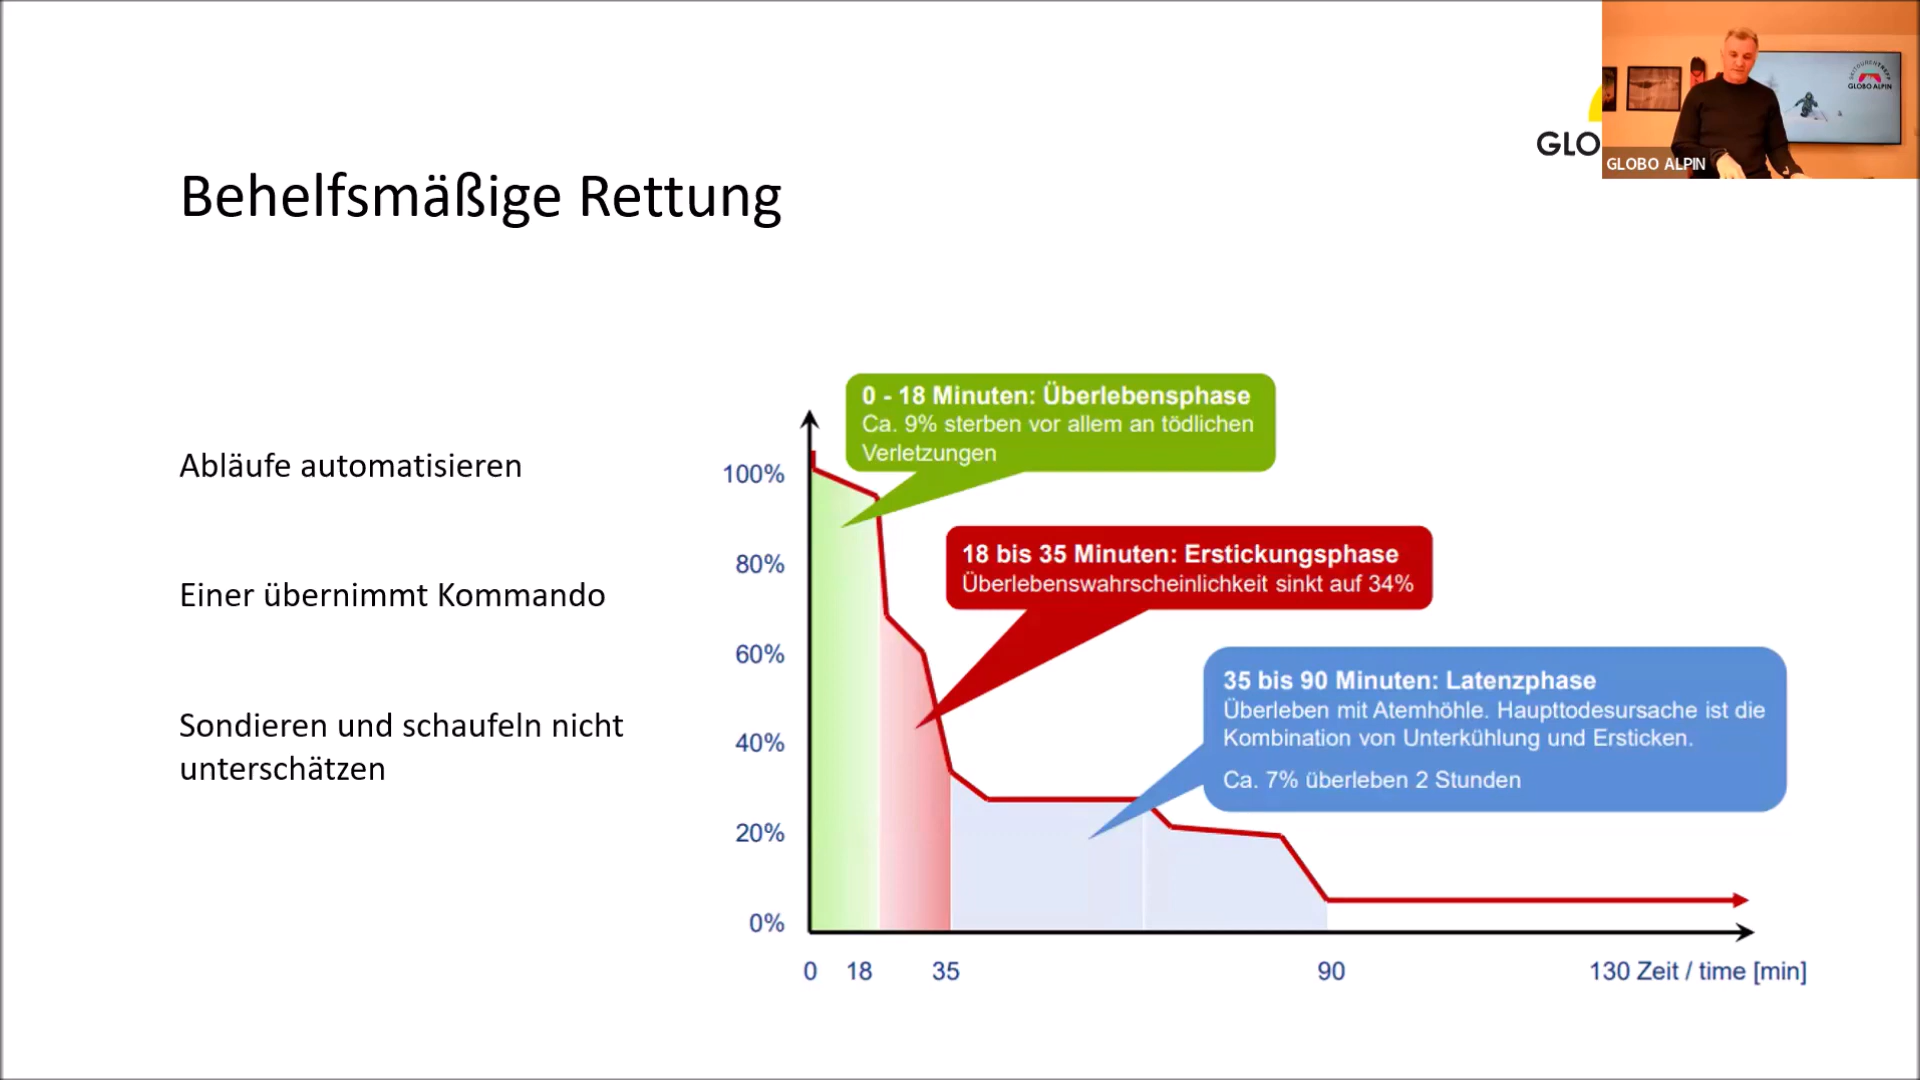 GLOBO ALPIN
GLO
GLOBO ALPIN
Behelfsmäßige Rettung
Abläufe automatisieren
Einer übernimmt Kommando
Sondieren und schaufeln nicht
unterschätzen
0 - 18 Minuten: Überlebensphase
Ca. 9% sterben vor allem an tödlichen
Verletzungen
18 bis 35 Minuten: Erstickungsphase
Überlebenswahrscheinlichkeit sinkt auf 34%
35 bis 90 Minuten: Latenzphase
Überleben mit Atemhöhle. Haupttodesursache ist die
Kombination von Unterkühlung und Ersticken.
Ca. 7% überleben 2 Stunden
100%
80%
60%
40%
20%
0%
0 18 35 90 130 Zeit / time [min]